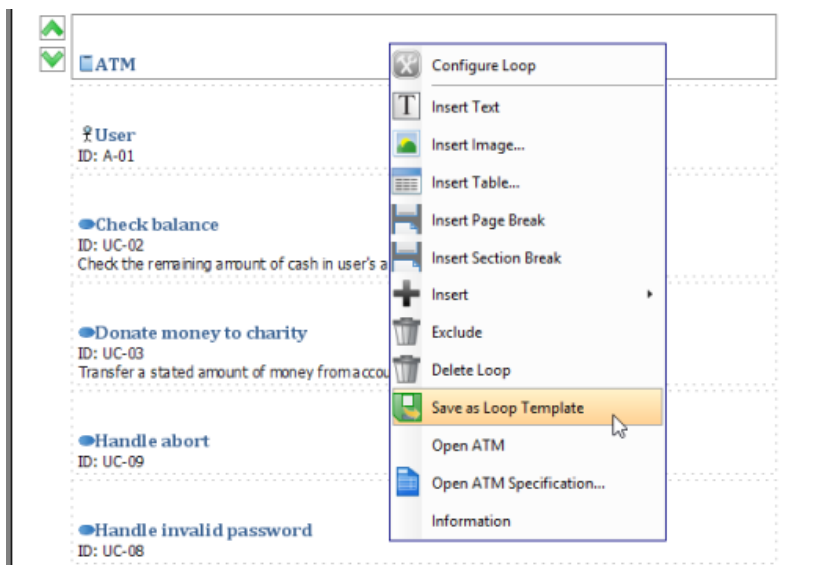 ATM
User
ID: A-01
Check balance
ID: UC-02
Check the remaining amount of cash in user's a
Donate money to charity
ID: UC-03
Transfer a stated amount of money from accou
Handle abort
ID: UC-09
Handle invalid password
ID: UC-08
Configure Loop
T Insert Text
Insert Image...
Insert Table...
Insert Page Break
Insert Section Break
Insert
Exclude
Delete Loop
Save as Loop Template
Open ATM
Open ATM Specification...
Information